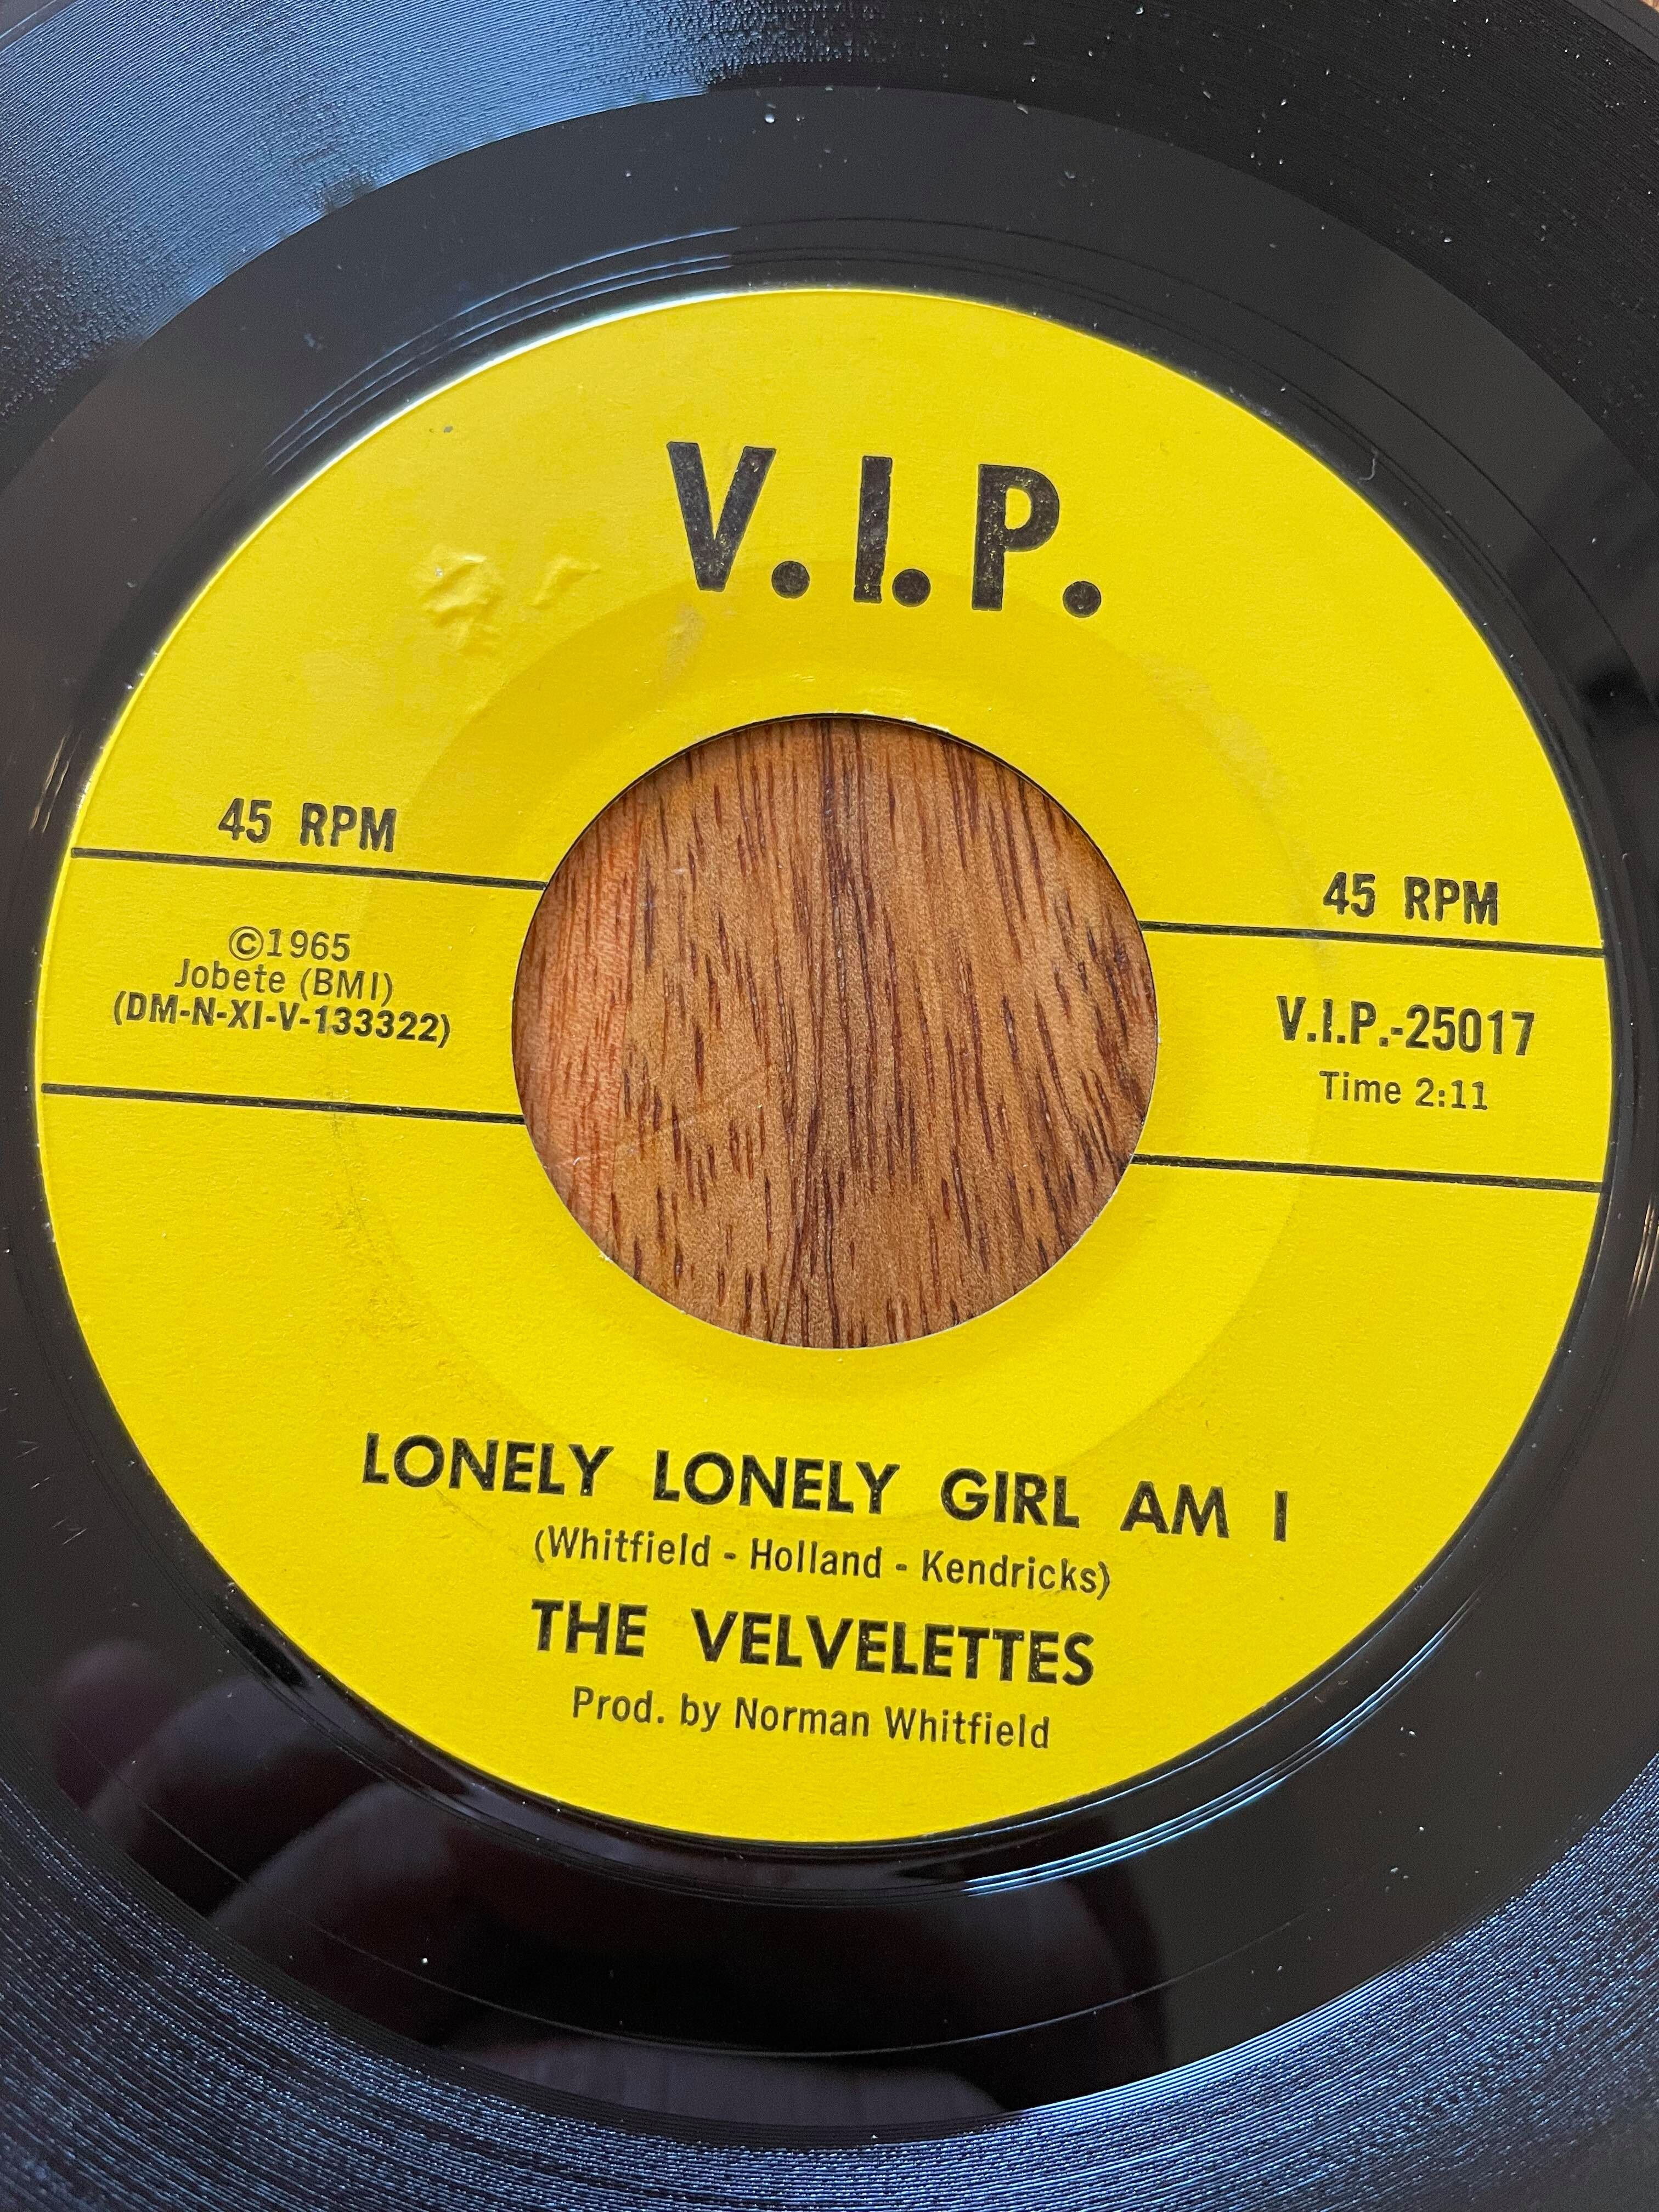 V.I.P.
45 RPM
©1965
Jobete (BMI)
(DM-N-XI-V-133322)
45 RPM
V.I.P.-25017
Time 2:11
LONELY LONELY GIRL AM I
(Whitfield - Holland - Kendricks)
THE VELVELETTES
Prod. by Norman Whitfield